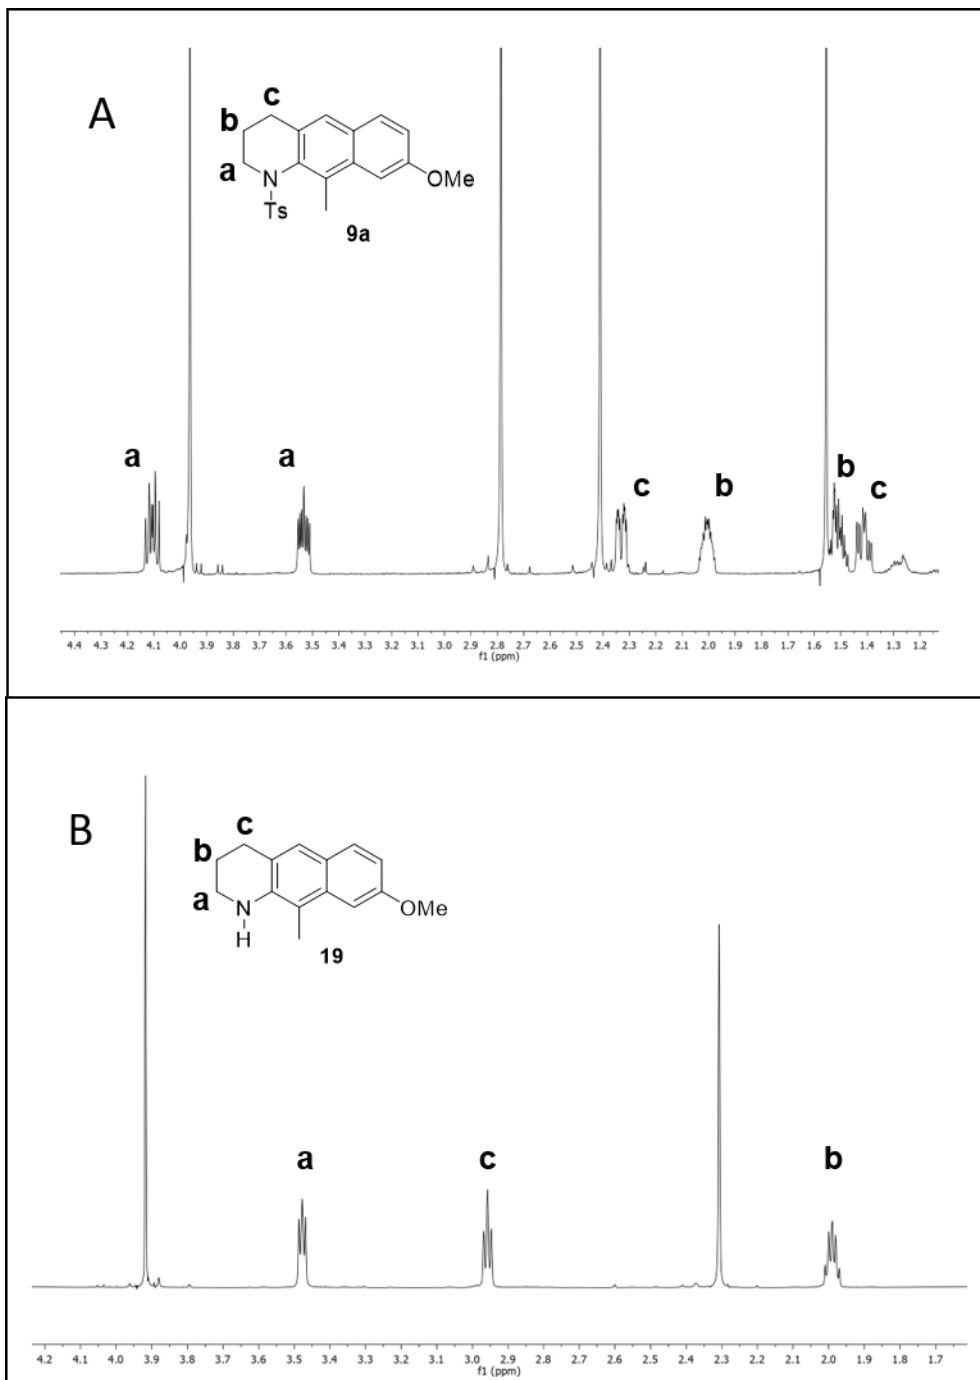 A
c
b
a
N
OMe
Ts
9a
a
a
c
b
b
c
4.4 4.3 4.2 4.1 4.0 3.9 3.8 3.7 3.6 3.5 3.4 3.3 3.2 3.1 3.0 2.9 2.8 2.7 2.6 2.5 2.4 2.3 2.2 2.1 2.0 1.9 1.8 1.7 1.6 1.5 1.4 1.3 1.2
f1 (ppm)
B
c
b
a
N
OMe
H
19
a
c
b
4.2 4.1 4.0 3.9 3.8 3.7 3.6 3.5 3.4 3.3 3.2 3.1 3.0 2.9 2.8 2.7 2.6 2.5 2.4 2.3 2.2 2.1 2.0 1.9 1.8 1.7
f1 (ppm)